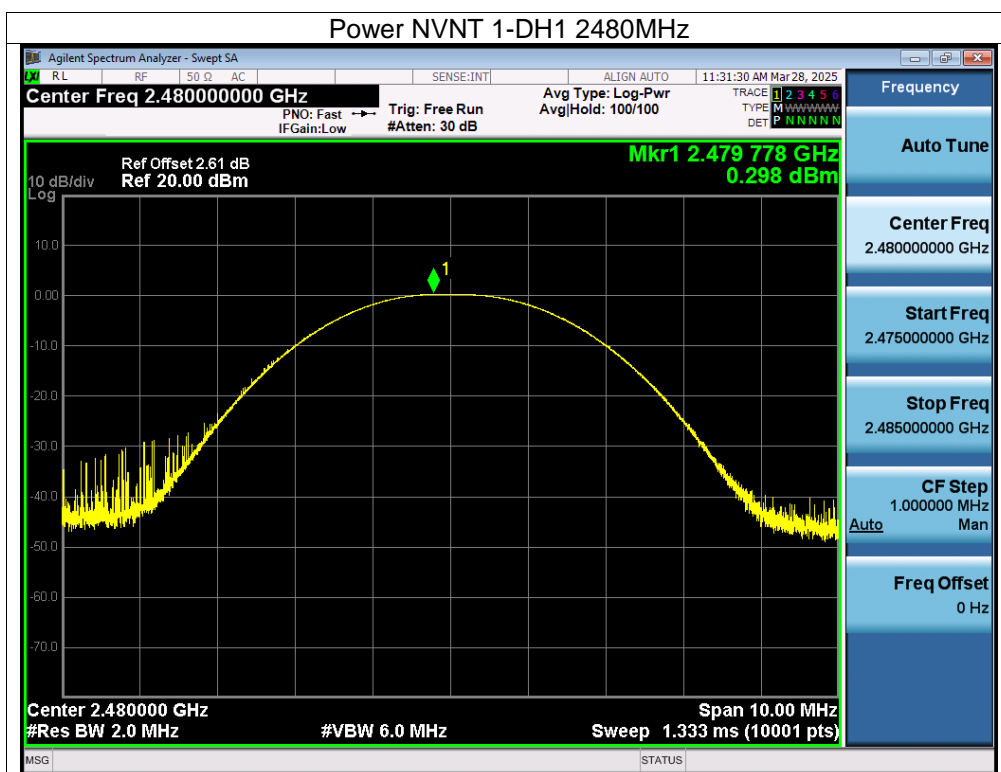 Power NVNT 1-DH1 2480MHz
Agilent Spectrum Analyzer - Swept SA
LXI RL RF 50 Ω AC SENSE:INT ALIGN AUTO 11:31:30 AM Mar 28, 2025
Center Freq 2.480000000 GHz
PNO: Fast
IFGain:Low
Trig: Free Run
#Atten: 30 dB
Avg Type: Log-Pwr
Avg|Hold: 100/100
TRACE 1 2 3 4 5 6
TYPE M WWWWW
DET P N N N N N
Mkr1 2.479 778 GHz
0.298 dBm
Ref Offset 2.61 dB
10 dB/div Ref 20.00 dBm
Log
1
10.0
0.00
-10.0
-20.0
-30.0
-40.0
-50.0
-60.0
-70.0
Center 2.480000 GHz Span 10.00 MHz
#Res BW 2.0 MHz #VBW 6.0 MHz Sweep 1.333 ms (10001 pts)
MSG STATUS
Frequency
Auto Tune
Center Freq
2.480000000 GHz
Start Freq
2.475000000 GHz
Stop Freq
2.485000000 GHz
CF Step
1.000000 MHz
Auto Man
Freq Offset
0 Hz